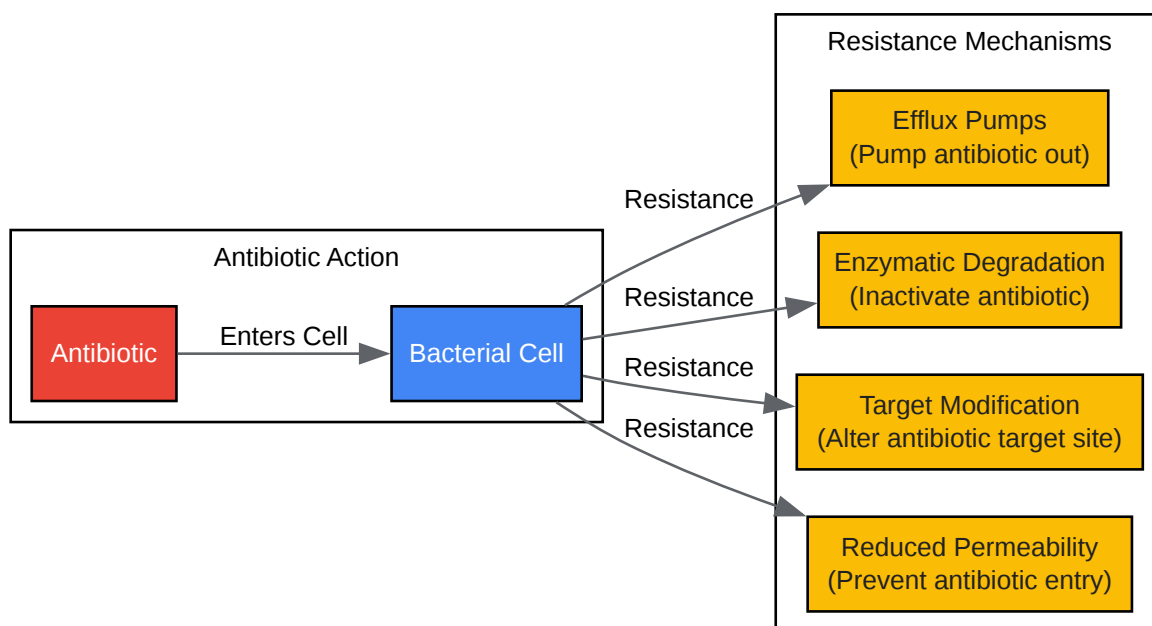 Resistance Mechanisms
Efflux Pumps
(Pump antibiotic out)
Resistance
Antibiotic Action
Enzymatic Degradation
(Inactivate antibiotic)
Resistance
Antibiotic
Enters Cell
Bacterial Cell
Resistance
Target Modification
(Alter antibiotic target site)
Resistance
Reduced Permeability
(Prevent antibiotic entry)